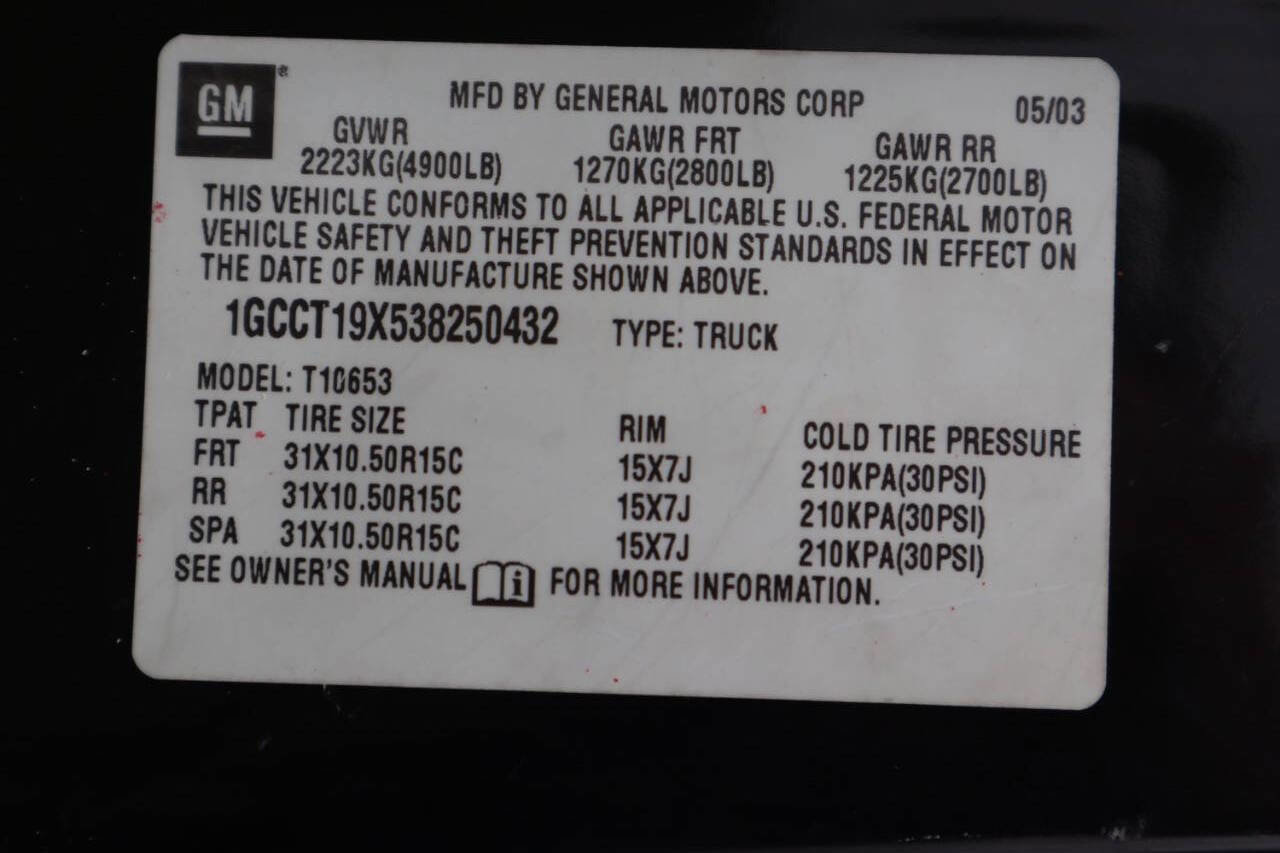 GM®
MFD BY GENERAL MOTORS CORP 05/03
GVWR GAWR FRT GAWR RR
2223KG(4900LB) 1270KG(2800LB) 1225KG(2700LB)
THIS VEHICLE CONFORMS TO ALL APPLICABLE U.S. FEDERAL MOTOR
VEHICLE SAFETY AND THEFT PREVENTION STANDARDS IN EFFECT ON
THE DATE OF MANUFACTURE SHOWN ABOVE.
1GCCT19X538250432 TYPE: TRUCK
MODEL: T10653
TPAT TIRE SIZE RIM COLD TIRE PRESSURE
FRT 31X10.50R15C 15X7J 210KPA(30PSI)
RR 31X10.50R15C 15X7J 210KPA(30PSI)
SPA 31X10.50R15C 15X7J 210KPA(30PSI)
SEE OWNER'S MANUAL i FOR MORE INFORMATION.